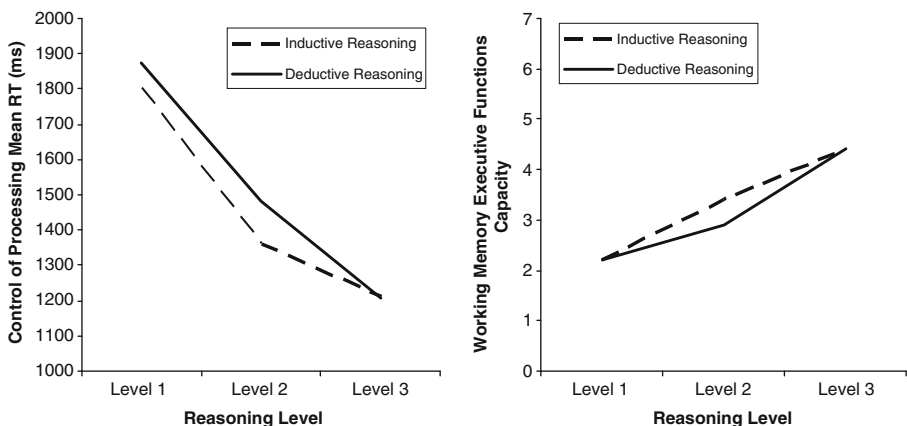 Control of Processing Mean RT (ms)
2000
1900
1800
1700
1600
1500
1400
1300
1200
1100
1000
Inductive Reasoning
Deductive Reasoning
Level 1
Level 2
Level 3
Reasoning Level
Working Memory Executive Functions
Capacity
7
6
5
4
3
2
1
0
Inductive Reasoning
Deductive Reasoning
Level 1
Level 2
Level 3
Reasoning Level